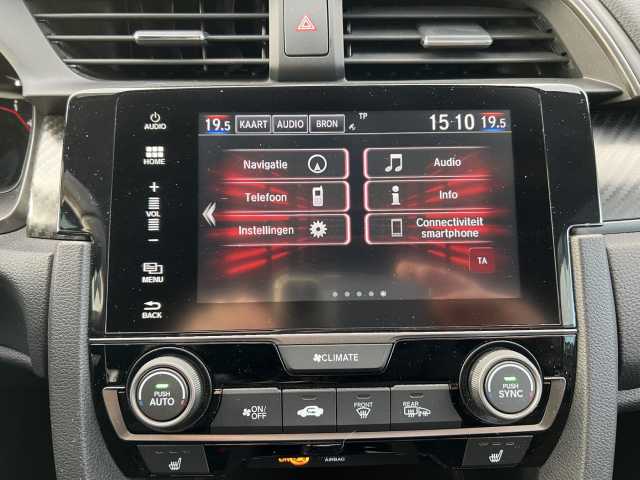 AUDIO
19.5 KAART AUDIO BRON TP 15:10 19.5
HOME
Navigatie
Audio
+
VOL
−
Telefoon
Info
Instellingen
Connectiviteit
smartphone
TA
MENU
BACK
CLIMATE
PUSH
AUTO
ON/
OFF
FRONT
REAR
PUSH
SYNC
AIRBAG